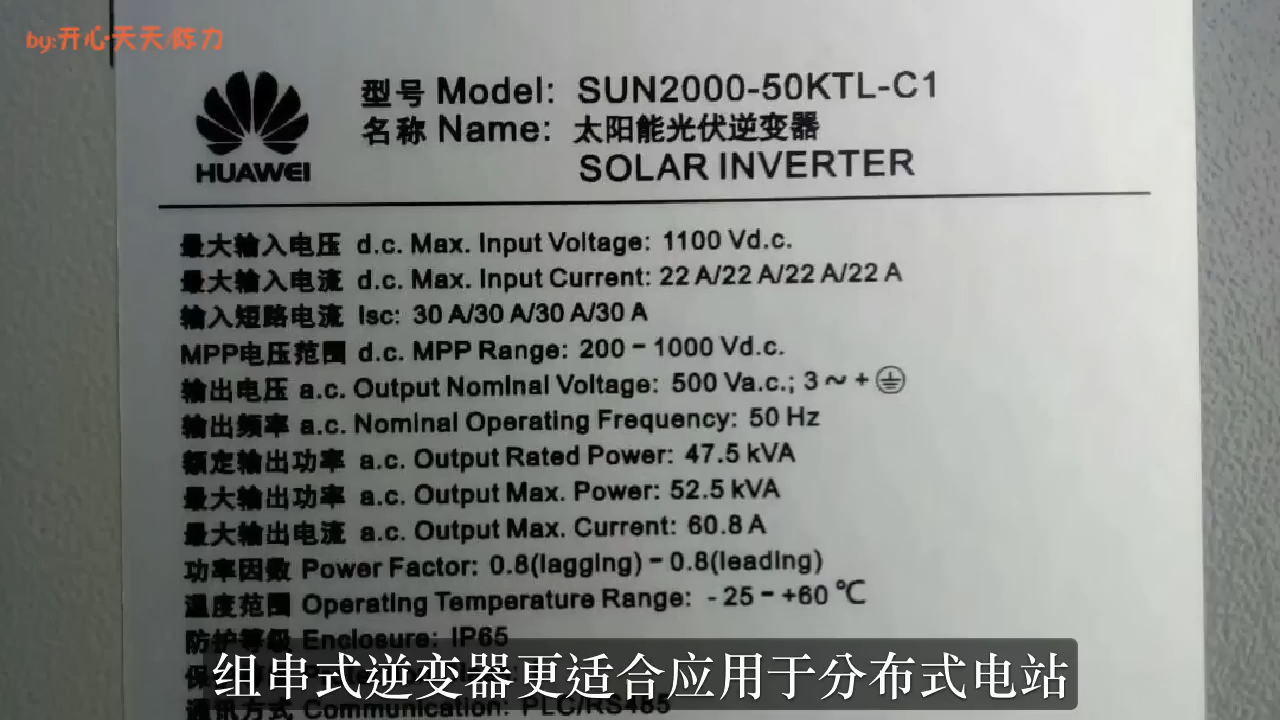 by:开心·天天/陈刀
HUAWEI
型号 Model: SUN2000-50KTL-C1
名称 Name: 太阳能光伏逆变器
SOLAR INVERTER
最大输入电压 d.c. Max. Input Voltage: 1100 Vd.c.
最大输入电流 d.c. Max. Input Current: 22 A/22 A/22 A/22 A
输入短路电流 Isc: 30 A/30 A/30 A/30 A
MPP电压范围 d.c. MPP Range: 200 - 1000 Vd.c.
输出电压 a.c. Output Nominal Voltage: 500 Va.c.; 3 ~ + ⏚
输出频率 a.c. Nominal Operating Frequency: 50 Hz
额定输出功率 a.c. Output Rated Power: 47.5 kVA
最大输出功率 a.c. Output Max. Power: 52.5 kVA
最大输出电流 a.c. Output Max. Current: 60.8 A
功率因数 Power Factor: 0.8(lagging) - 0.8(leading)
温度范围 Operating Temperature Range: - 25 - +60 ℃
防护等级 Enclosure: IP65
组串式逆变器更适合应用于分布式电站
通讯方式 Communication: PLC/RS485